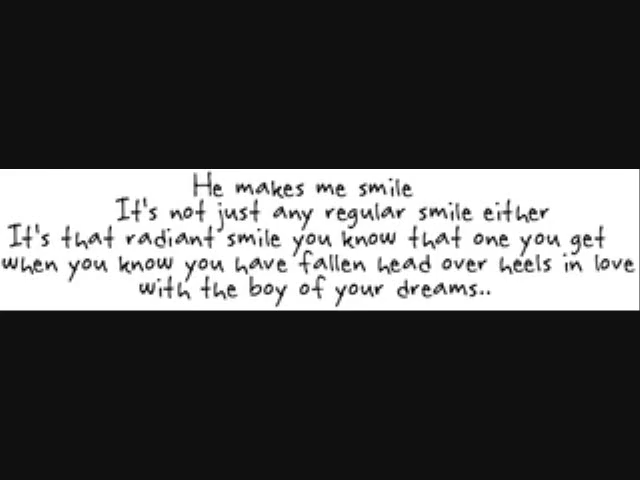 He makes me smile
It's not just any regular smile either
It's that radiant smile you know that one you get
when you know you have fallen head over heels in love
with the boy of your dreams..